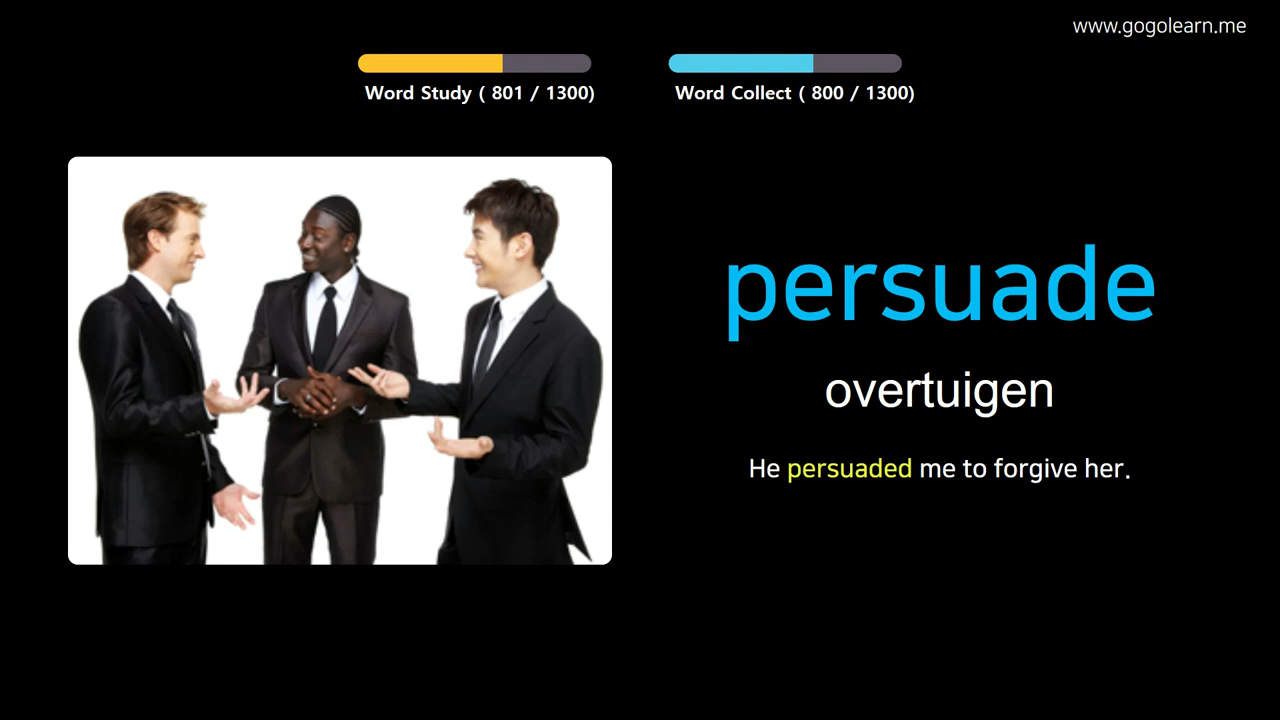 www.gogolearn.me
Word Study ( 801 / 1300)
Word Collect ( 800 / 1300)
persuade
overtuigen
He persuaded me to forgive her.